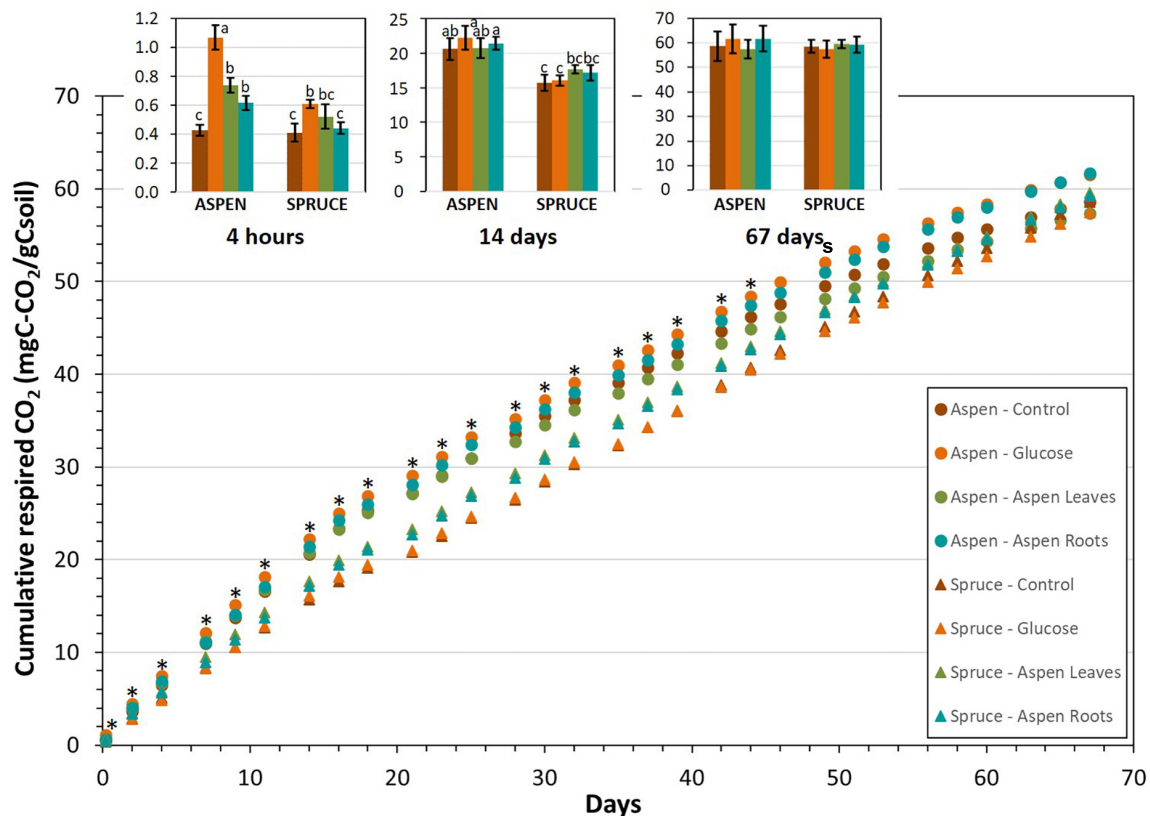 1.2
1.0
0.8
0.6
0.4
0.2
0.0
c
a
b
b
c
b
bc
c
ASPEN
SPRUCE
4 hours
25
20
15
10
5
0
ab
a
ab
a
c
c
bc
bc
ASPEN
SPRUCE
14 days
70
60
50
40
30
20
10
0
ASPEN
SPRUCE
67 days
s
Cumulative respired CO₂ (mgC-CO₂/gCsoil)
70
60
50
40
30
20
10
0
* * * * * * * * * * * * * * * * * * * *
Aspen - Control
Aspen - Glucose
Aspen - Aspen Leaves
Aspen - Aspen Roots
Spruce - Control
Spruce - Glucose
Spruce - Aspen Leaves
Spruce - Aspen Roots
0 10 20 30 40 50 60 70
Days